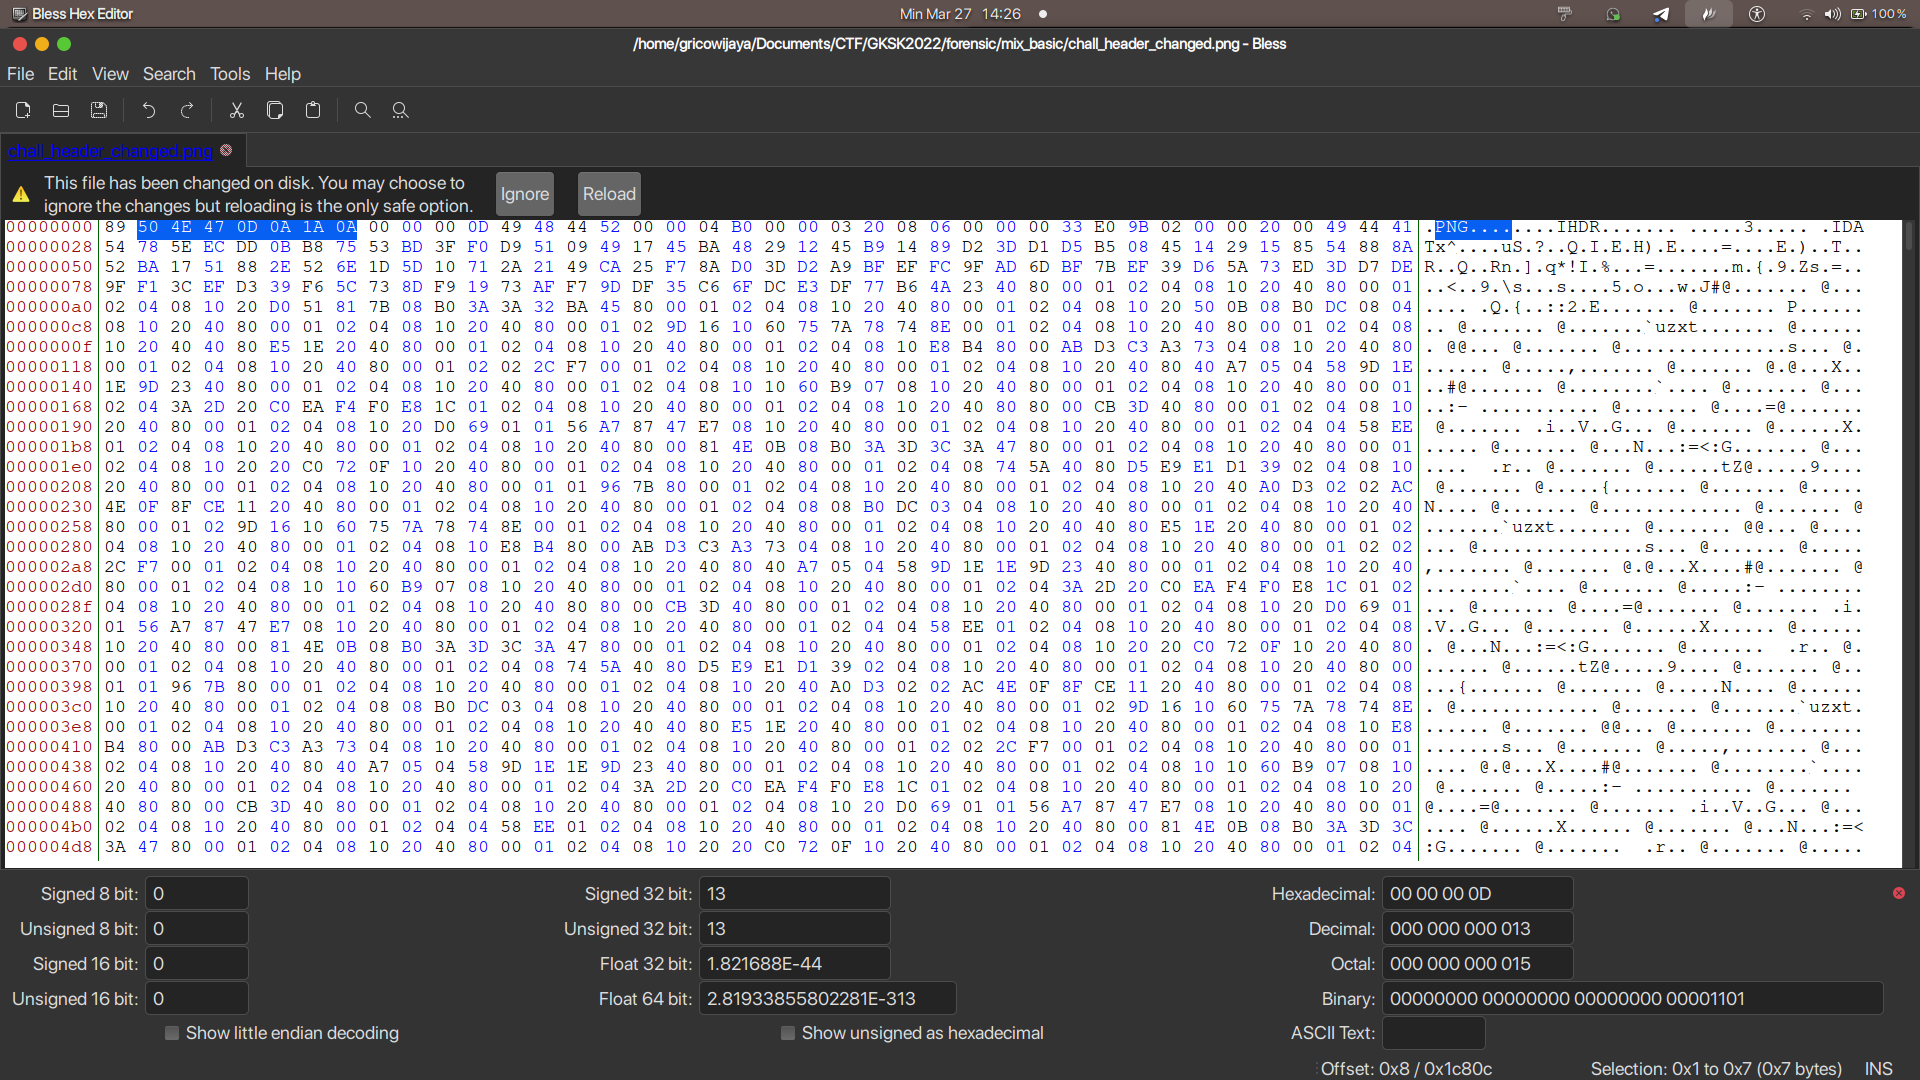 Bless Hex Editor
Min Mar 27 14:26
100%
/home/gricowijaya/Documents/CTF/GKSK2022/forensic/mix_basic/chall_header_changed.png - Bless
File Edit View Search Tools Help
chall_header_changed.png
This file has been changed on disk. You may choose to
ignore the changes but reloading is the only safe option.
Ignore Reload
00000000 89 50 4E 47 0D 0A 1A 0A 00 00 00 0D 49 48 44 52 00 00 04 B0 00 00 03 20 08 06 00 00 00 33 E0 9B 02 00 00 20 00 49 44 41 .PNG........IHDR....... .....3..... .IDA
00000028 54 78 5E EC DD 0B B8 75 53 BD 3F F0 D9 51 09 49 17 45 BA 48 29 12 45 B9 14 89 D2 3D D1 D5 B5 08 45 14 29 15 85 54 88 8A Tx^....uS.?..Q.I.E.H).E....=....E.)..T..
00000050 52 BA 17 51 88 2E 52 6E 1D 5D 10 71 2A 21 49 CA 25 F7 8A D0 3D D2 A9 BF EF FC 9F AD 6D BF 7B EF 39 D6 5A 73 ED 3D D7 DE R..Q..Rn.].q*!I.%...=.......m.{.9.Zs.=..
00000078 9F F1 3C EF D3 39 F6 5C 73 8D F9 19 73 AF F7 9D DF 35 C6 6F DC E3 DF 77 B6 4A 23 40 80 00 01 02 04 08 10 20 40 80 00 01
000000a0 02 04 08 10 20 D0 51 81 7B 08 B0 3A 3A 32 BA 45 80 00 01 02 04 08 10 20 40 80 00 01 02 04 08 10 20 50 0B 08 B0 DC 08 04
000000c8 08 10 20 40 80 00 01 02 04 08 10 20 40 80 00 01 02 9D 16 10 60 75 7A 78 74 8E 00 01 02 04 08 10 20 40 80 00 01 02 04 08
0000000f 10 20 40 40 80 E5 1E 20 40 80 00 01 02 04 08 10 20 40 80 00 01 02 04 08 10 E8 B4 80 00 AB D3 C3 A3 73 04 08 10 20 40 80
00000118 00 01 02 04 08 10 20 40 80 00 01 02 02 2C F7 00 01 02 04 08 10 20 40 80 00 01 02 04 08 10 20 40 80 40 A7 05 04 58 9D 1E
00000140 1E 9D 23 40 80 00 01 02 04 08 10 20 40 80 00 01 02 04 08 10 10 60 B9 07 08 10 20 40 80 00 01 02 04 08 10 20 40 80 00 01
00000168 02 04 3A 2D 20 C0 EA F4 F0 E8 1C 01 02 04 08 10 20 40 80 00 01 02 04 08 10 20 40 80 80 00 CB 3D 40 80 00 01 02 04 08 10
00000190 20 40 80 00 01 02 04 08 10 20 D0 69 01 01 56 A7 87 47 E7 08 10 20 40 80 00 01 02 04 08 10 20 40 80 00 01 02 04 04 58 EE
000001b8 01 02 04 08 10 20 40 80 00 01 02 04 08 10 20 40 80 00 81 4E 0B 08 B0 3A 3D 3C 3A 47 80 00 01 02 04 08 10 20 40 80 00 01
000001e0 02 04 08 10 20 20 C0 72 0F 10 20 40 80 00 01 02 04 08 10 20 40 80 00 01 02 04 08 74 5A 40 80 D5 E9 E1 D1 39 02 04 08 10
00000208 20 40 80 00 01 02 04 08 10 20 40 80 00 01 01 96 7B 80 00 01 02 04 08 10 20 40 80 00 01 02 04 08 10 20 40 A0 D3 02 02 AC
00000230 4E 0F 8F CE 11 20 40 80 00 01 02 04 08 10 20 40 80 00 01 02 04 08 08 B0 DC 03 04 08 10 20 40 80 00 01 02 04 08 10 20 40
00000258 80 00 01 02 9D 16 10 60 75 7A 78 74 8E 00 01 02 04 08 10 20 40 80 00 01 02 04 08 10 20 40 40 80 E5 1E 20 40 80 00 01 02
00000280 04 08 10 20 40 80 00 01 02 04 08 10 E8 B4 80 00 AB D3 C3 A3 73 04 08 10 20 40 80 00 01 02 04 08 10 20 40 80 00 01 02 02
000002a8 2C F7 00 01 02 04 08 10 20 40 80 00 01 02 04 08 10 20 40 80 40 A7 05 04 58 9D 1E 1E 9D 23 40 80 00 01 02 04 08 10 20 40
000002d0 80 00 01 02 04 08 10 10 60 B9 07 08 10 20 40 80 00 01 02 04 08 10 20 40 80 00 01 02 04 3A 2D 20 C0 EA F4 F0 E8 1C 01 02
0000028f 04 08 10 20 40 80 00 01 02 04 08 10 20 40 80 80 00 CB 3D 40 80 00 01 02 04 08 10 20 40 80 00 01 02 04 08 10 20 D0 69 01
00000320 01 56 A7 87 47 E7 08 10 20 40 80 00 01 02 04 08 10 20 40 80 00 01 02 04 04 58 EE 01 02 04 08 10 20 40 80 00 01 02 04 08
00000348 10 20 40 80 00 81 4E 0B 08 B0 3A 3D 3C 3A 47 80 00 01 02 04 08 10 20 40 80 00 01 02 04 08 10 20 20 C0 72 0F 10 20 40 80
00000370 00 01 02 04 08 10 20 40 80 00 01 02 04 08 74 5A 40 80 D5 E9 E1 D1 39 02 04 08 10 20 40 80 00 01 02 04 08 10 20 40 80 00
00000398 01 01 96 7B 80 00 01 02 04 08 10 20 40 80 00 01 02 04 08 10 20 40 A0 D3 02 02 AC 4E 0F 8F CE 11 20 40 80 00 01 02 04 08
000003c0 10 20 40 80 00 01 02 04 08 08 B0 DC 03 04 08 10 20 40 80 00 01 02 04 08 10 20 40 80 00 01 02 9D 16 10 60 75 7A 78 74 8E
000003e8 00 01 02 04 08 10 20 40 80 00 01 02 04 08 10 20 40 40 80 E5 1E 20 40 80 00 01 02 04 08 10 20 40 80 00 01 02 04 08 10 E8
00000410 B4 80 00 AB D3 C3 A3 73 04 08 10 20 40 80 00 01 02 04 08 10 20 40 80 00 01 02 02 2C F7 00 01 02 04 08 10 20 40 80 00 01
00000438 02 04 08 10 20 40 80 40 A7 05 04 58 9D 1E 1E 9D 23 40 80 00 01 02 04 08 10 20 40 80 00 01 02 04 08 10 10 60 B9 07 08 10
00000460 20 40 80 00 01 02 04 08 10 20 40 80 00 01 02 04 3A 2D 20 C0 EA F4 F0 E8 1C 01 02 04 08 10 20 40 80 00 01 02 04 08 10 20
00000488 40 80 80 00 CB 3D 40 80 00 01 02 04 08 10 20 40 80 00 01 02 04 08 10 20 D0 69 01 01 56 A7 87 47 E7 08 10 20 40 80 00 01
000004b0 02 04 08 10 20 40 80 00 01 02 04 04 58 EE 01 02 04 08 10 20 40 80 00 01 02 04 08 10 20 40 80 00 81 4E 0B 08 B0 3A 3D 3C
000004d8 3A 47 80 00 01 02 04 08 10 20 40 80 00 01 02 04 08 10 20 20 C0 72 0F 10 20 40 80 00 01 02 04 08 10 20 40 80 00 01 02 04
Signed 8 bit: 0 Signed 32 bit: 13 Hexadecimal: 00 00 00 0D
Unsigned 8 bit: 0 Unsigned 32 bit: 13 Decimal: 000 000 000 013
Signed 16 bit: 0 Float 32 bit: 1.821688E-44 Octal: 000 000 000 015
Unsigned 16 bit: 0 Float 64 bit: 2.81933855802281E-313 Binary: 00000000 00000000 00000000 00001101
Show little endian decoding Show unsigned as hexadecimal ASCII Text:
Offset: 0x8 / 0x1c80c Selection: 0x1 to 0x7 (0x7 bytes) INS